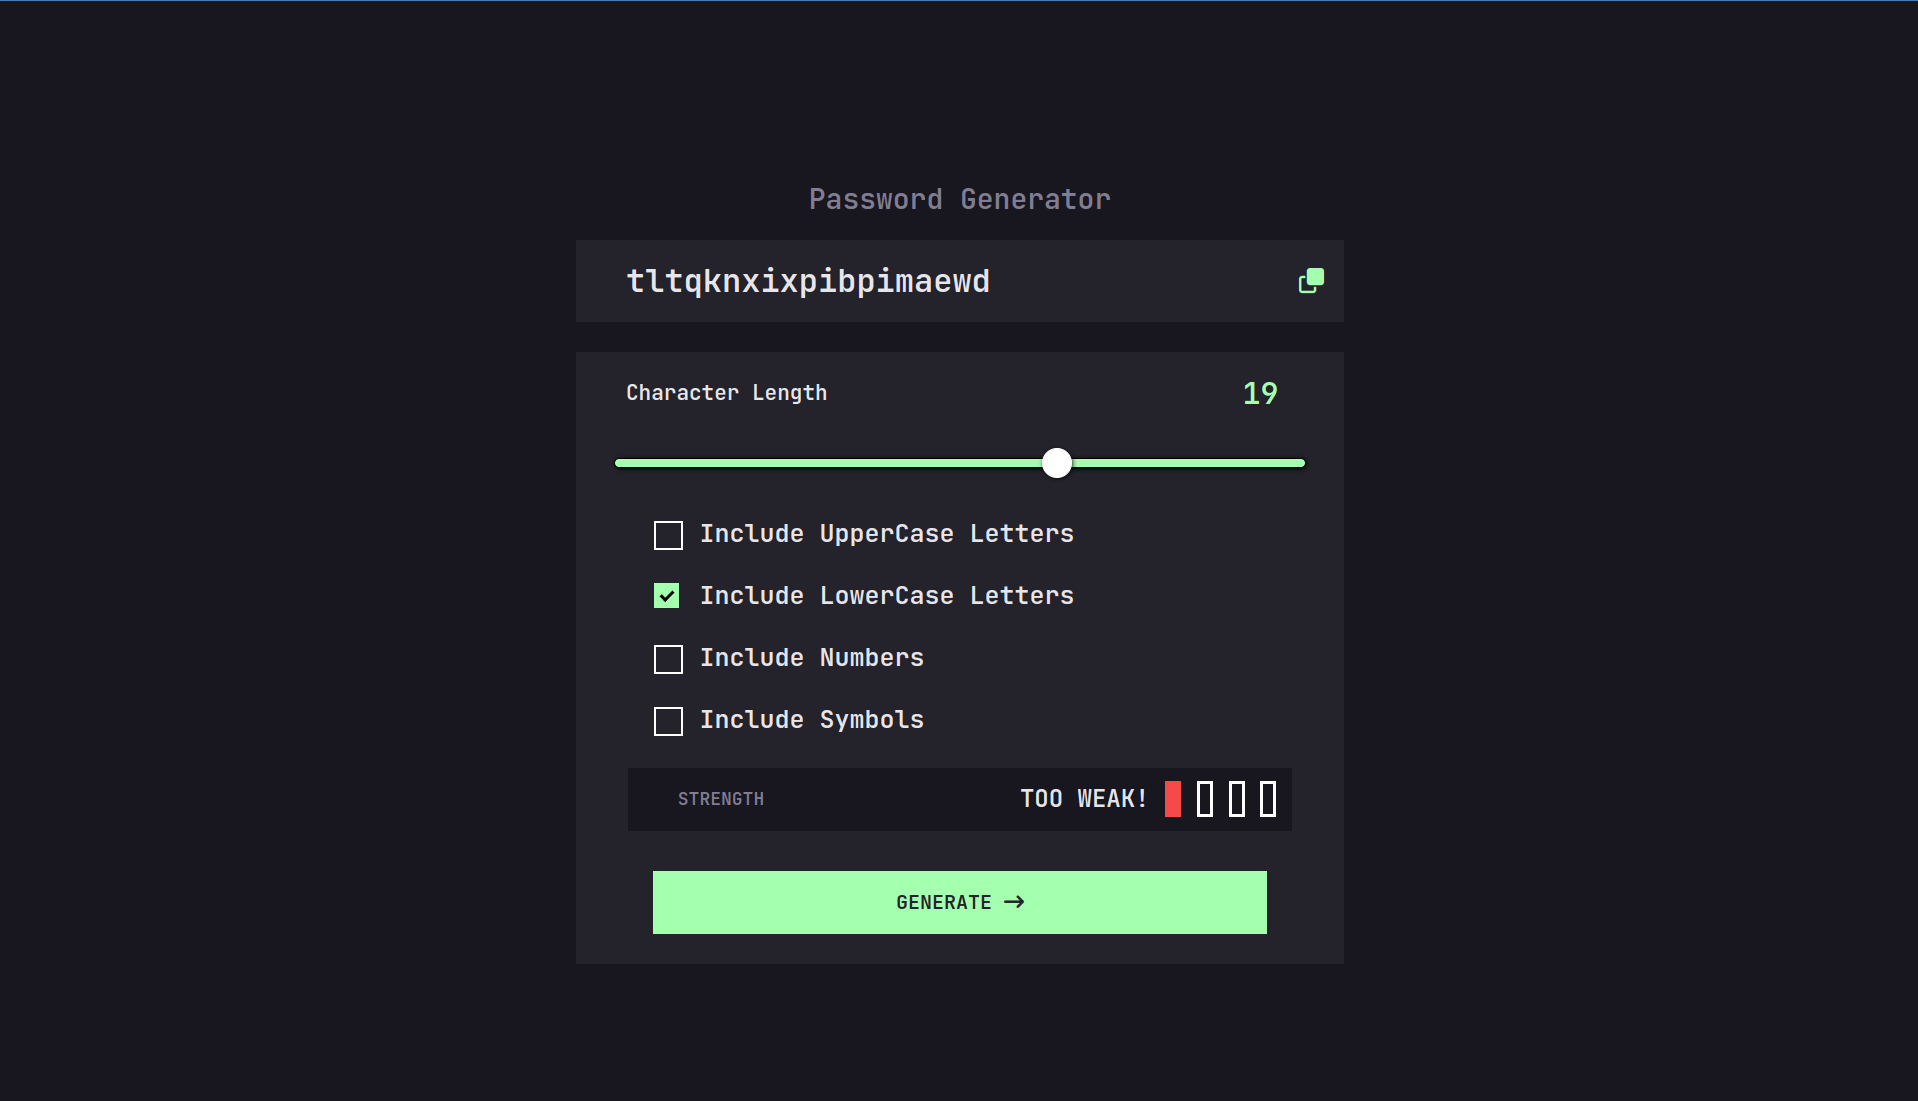 Password Generator
tltqknxixpibpimaewd
Character Length 19
Include UpperCase Letters
Include LowerCase Letters
Include Numbers
Include Symbols
STRENGTH TOO WEAK!
GENERATE →